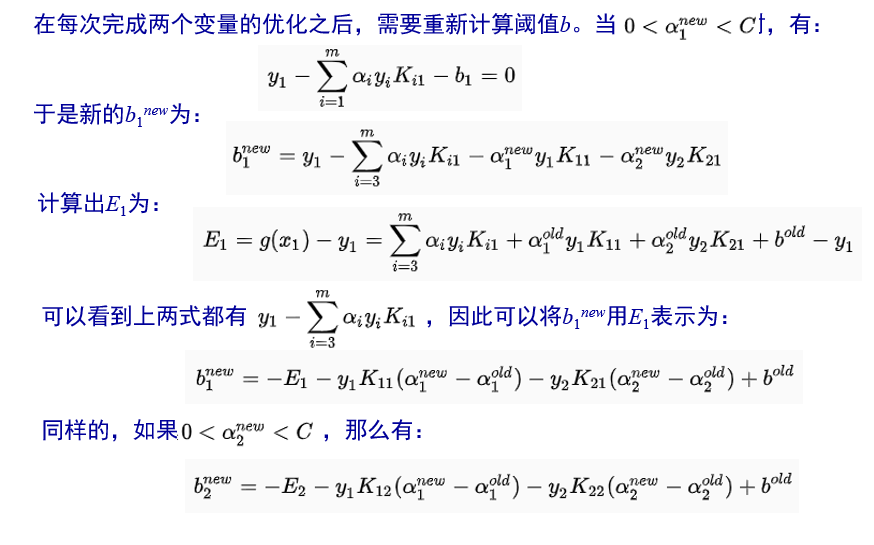 在每次完成两个变量的优化之后，需要重新计算阈值b。当 $0 < \alpha_1^{new} < C$，有：
$y_1 - \sum_{i=1}^{m} \alpha_i y_i K_{i1} - b_1 = 0$
于是新的$b_1^{new}$为：
$b_1^{new} = y_1 - \sum_{i=3}^{m} \alpha_i y_i K_{i1} - \alpha_1^{new} y_1 K_{11} - \alpha_2^{new} y_2 K_{21}$
计算出$E_1$为：
$E_1 = g(x_1) - y_1 = \sum_{i=3}^{m} \alpha_i y_i K_{i1} + \alpha_1^{old} y_1 K_{11} + \alpha_2^{old} y_2 K_{21} + b^{old} - y_1$
可以看到上两式都有 $y_1 - \sum_{i=3}^{m} \alpha_i y_i K_{i1}$ ，因此可以将$b_1^{new}$用$E_1$表示为：
$b_1^{new} = -E_1 - y_1 K_{11}(\alpha_1^{new} - \alpha_1^{old}) - y_2 K_{21}(\alpha_2^{new} - \alpha_2^{old}) + b^{old}$
同样的，如果$0 < \alpha_2^{new} < C$ ，那么有：
$b_2^{new} = -E_2 - y_1 K_{12}(\alpha_1^{new} - \alpha_1^{old}) - y_2 K_{22}(\alpha_2^{new} - \alpha_2^{old}) + b^{old}$